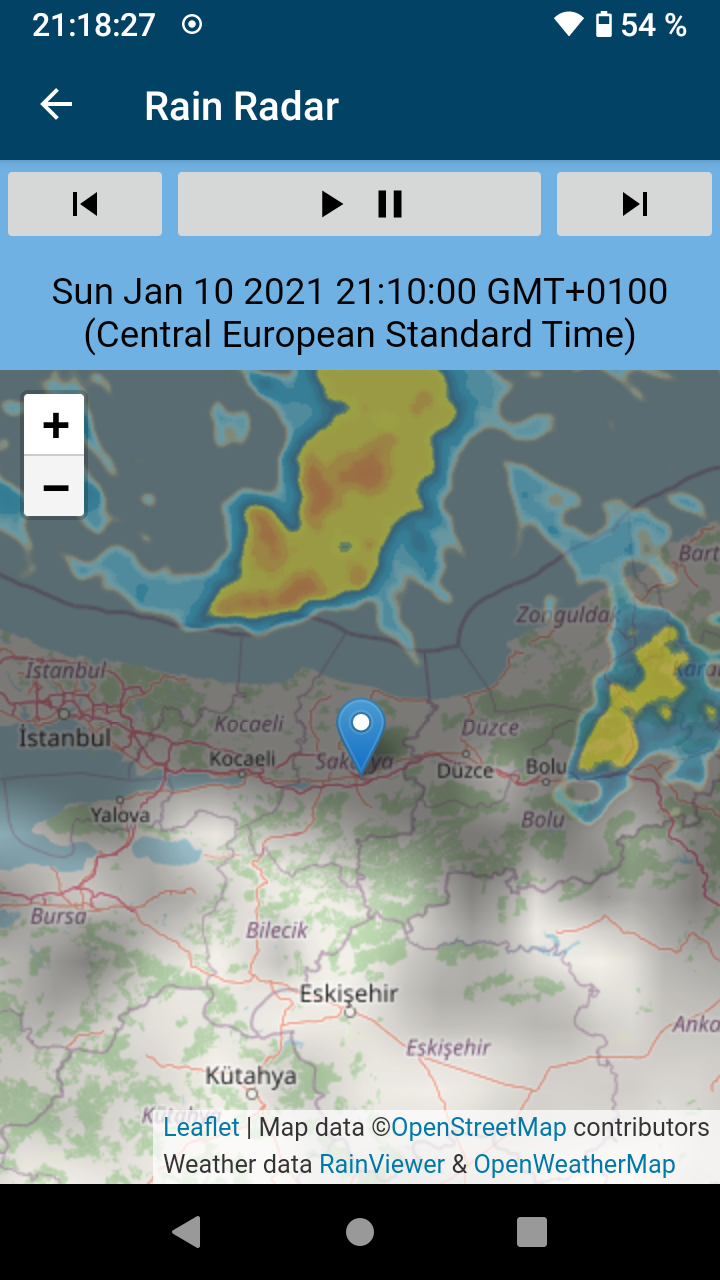 21:18:27
54 %
Rain Radar
Sun Jan 10 2021 21:10:00 GMT+0100
(Central European Standard Time)
+
−
Bart
Zonguldak
İstanbul
Karab
Kocaeli
Düzce
İstanbul
Kocaeli
Sakarya
Düzce
Bolu
Yalova
Bolu
Bursa
Bilecik
Eskişehir
Anka
Eskişehir
Kütahya
Kütahya
Leaflet | Map data ©OpenStreetMap contributors
Weather data RainViewer & OpenWeatherMap